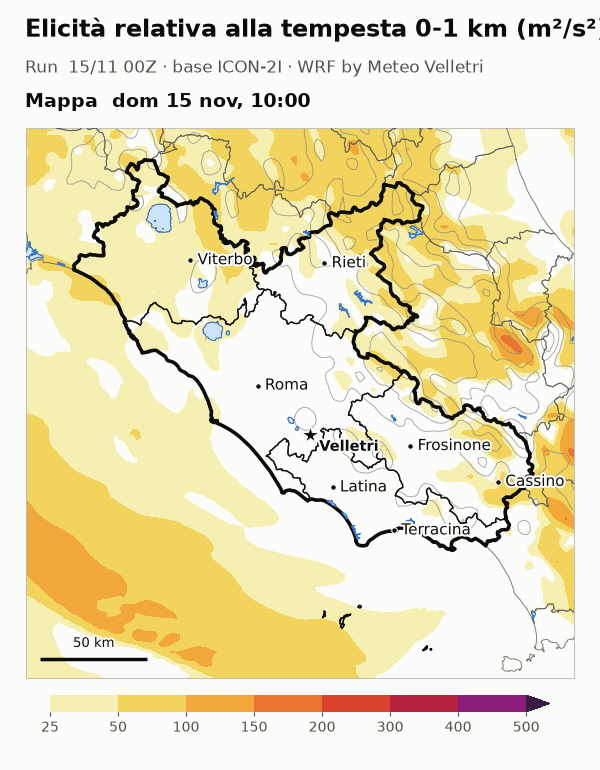 Elicità relativa alla tempesta 0-1 km (m²/s²)
Run 15/11 00Z · base ICON-2I · WRF by Meteo Velletri
Mappa dom 15 nov, 10:00
Viterbo
Rieti
Roma
Velletri
Frosinone
Latina
Cassino
Terracina
50 km
25 50 100 150 200 300 400 500